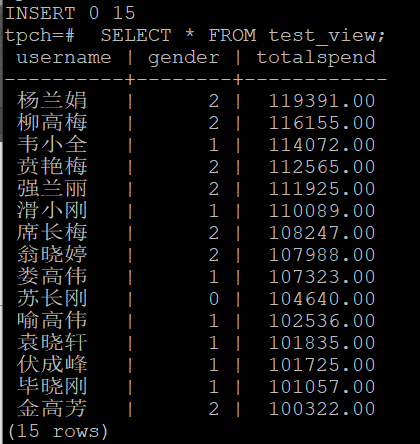 INSERT 0 15
tpch=#  SELECT * FROM test_view;
 username | gender | totalspend
----------+--------+------------
 杨兰娟   |      2 |  119391.00
 柳高梅   |      2 |  116155.00
 韦小全   |      1 |  114072.00
 贲艳梅   |      2 |  112565.00
 强兰丽   |      2 |  111925.00
 滑小刚   |      1 |  110089.00
 席长梅   |      2 |  108247.00
 翁晓婷   |      2 |  107988.00
 娄高伟   |      1 |  107323.00
 苏长刚   |      0 |  104640.00
 喻高伟   |      1 |  102536.00
 袁晓轩   |      1 |  101835.00
 伏成峰   |      1 |  101725.00
 毕晓刚   |      1 |  101057.00
 金高芳   |      2 |  100322.00
(15 rows)